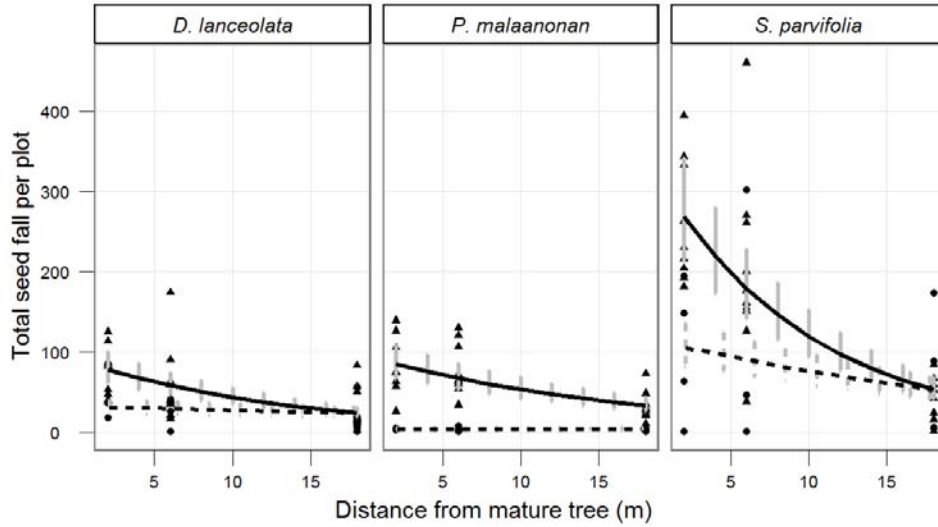 D. lanceolata P. malaanonan S. parvifolia
Total seed fall per plot
400
300
200
100
0
5 10 15 5 10 15 5 10 15
Distance from mature tree (m)